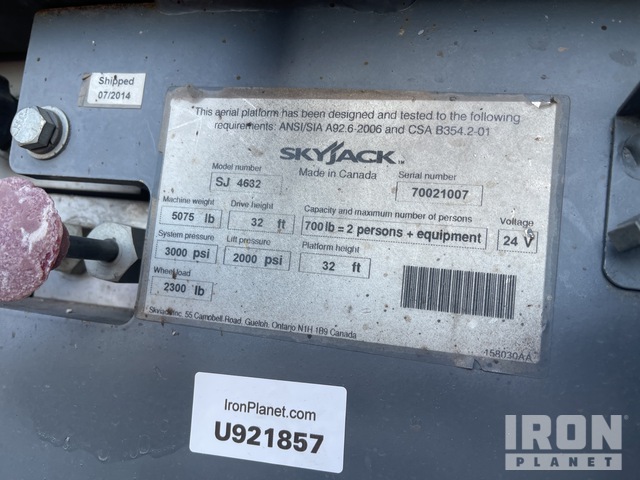 Shipped
07/2014
This aerial platform has been designed and tested to the following
requirements: ANSI/SIA A92.6-2006 and CSA B354.2-01
SKYJACK™
Made in Canada
Model number
SJ 4632
Serial number
70021007
Machine weight
5075 lb
Drive height
32 ft
Capacity and maximum number of persons
700 lb = 2 persons + equipment
Voltage
24 V
System pressure
3000 psi
Lift pressure
2000 psi
Platform height
32 ft
Wheel load
2300 lb
Skyjack Inc. 55 Campbell Road, Guelph, Ontario N1H 1B9 Canada
158030AA
IronPlanet.com
U921857
IRON
PLANET